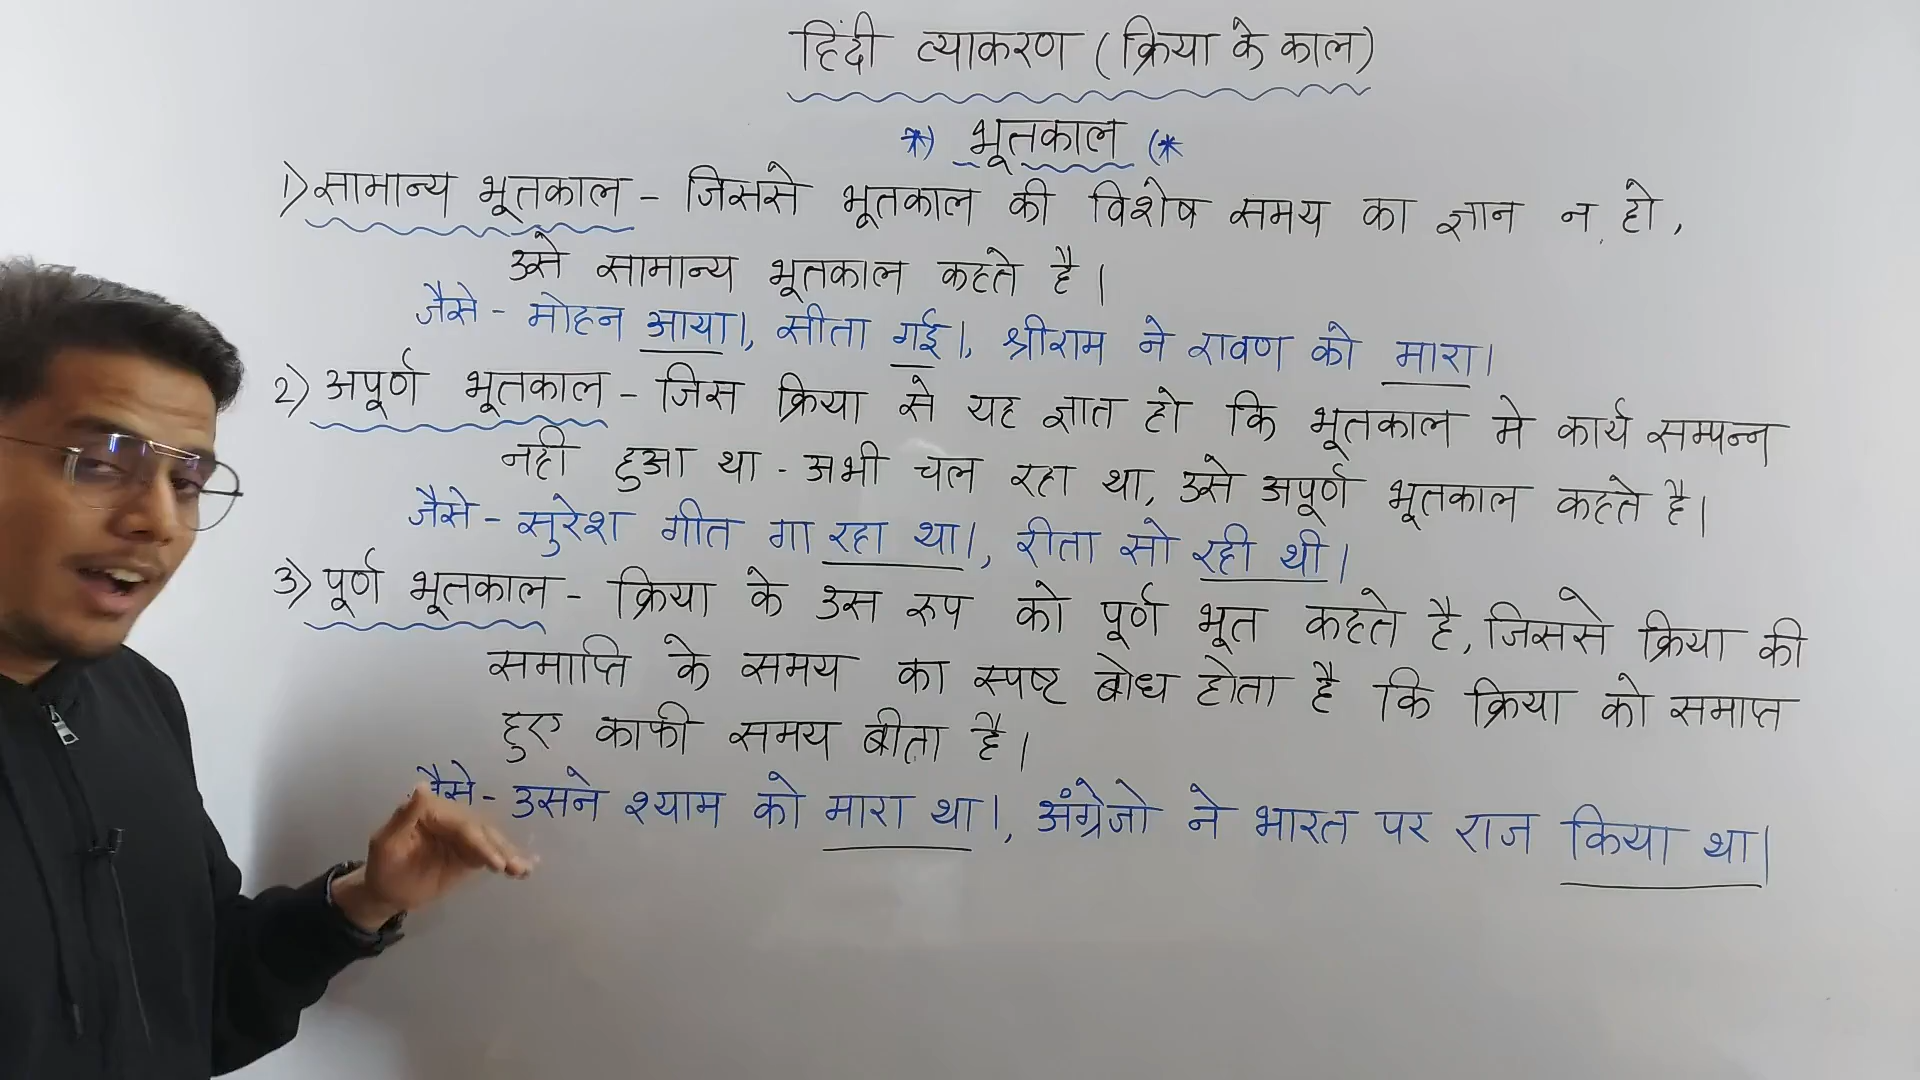 हिंदी व्याकरण (क्रिया के काल)
*) भूतकाल (*
1) सामान्य भूतकाल - जिससे भूतकाल की विशेष समय का ज्ञान न हो,
उसे सामान्य भूतकाल कहते है।
जैसे - मोहन आया।, सीता गई।, श्रीराम ने रावण को मारा।
2) अपूर्ण भूतकाल - जिस क्रिया से यह ज्ञात हो कि भूतकाल मे कार्य सम्पन्न
नही हुआ था - अभी चल रहा था, उसे अपूर्ण भूतकाल कहते है।
जैसे - सुरेश गीत गा रहा था।, रीता सो रही थी।
3) पूर्ण भूतकाल - क्रिया के उस रुप को पूर्ण भूत कहते है, जिससे क्रिया की
समाप्ति के समय का स्पष्ट बोध होता है कि क्रिया को समाप्त
हुए काफी समय बीता है।
जैसे - उसने श्याम को मारा था।, अंग्रेजो ने भारत पर राज किया था।